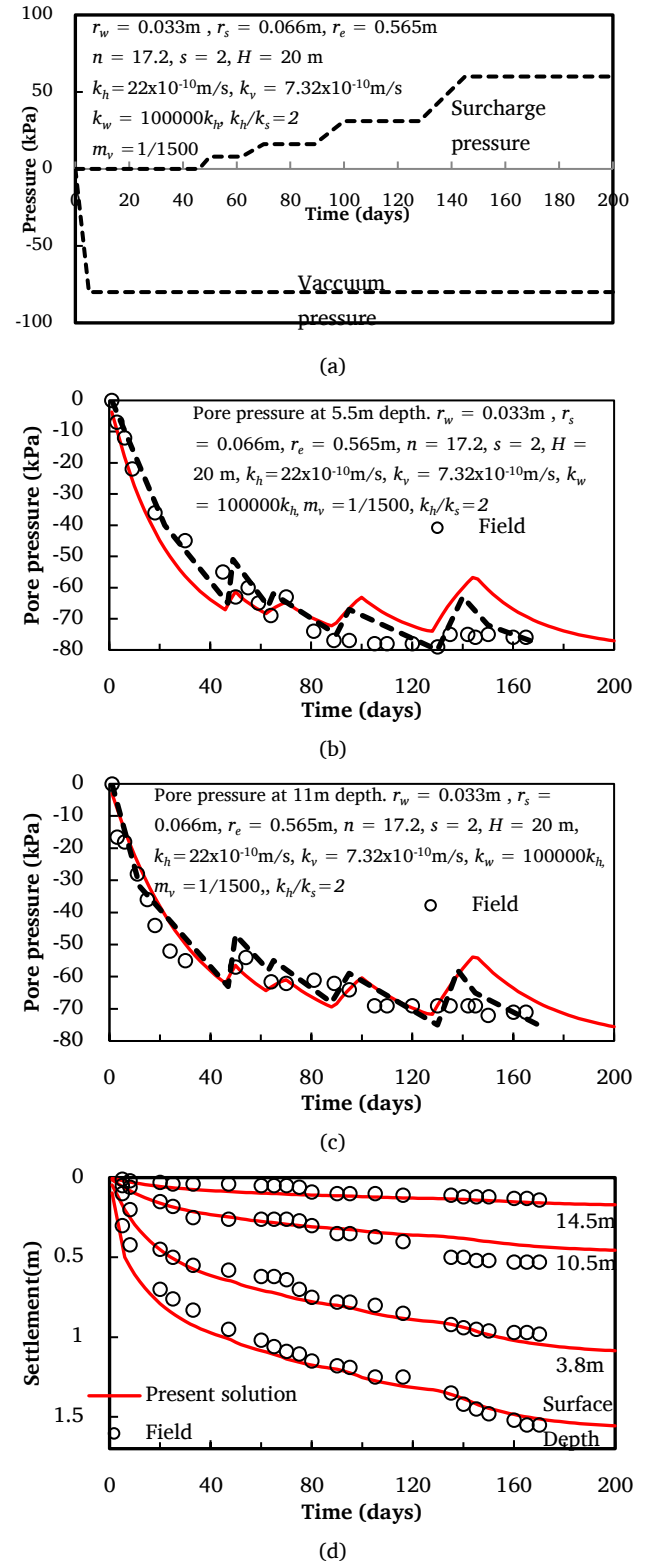 100
r_w = 0.033m , r_s = 0.066m, r_e = 0.565m
n = 17.2, s = 2, H = 20 m
k_h=22x10^-10m/s, k_v = 7.32x10^-10m/s
k_w = 100000k_h, k_h/k_s=2
m_v =1/1500
50
0
-50
-100
Pressure (kPa)
Surcharge
pressure
0 20 40 60 80 100 120 140 160 180 200
Time (days)
Vaccuum
pressure
(a)
0
-10
-20
-30
-40
-50
-60
-70
-80
Pore pressure (kPa)
Pore pressure at 5.5m depth. r_w = 0.033m , r_s
= 0.066m, r_e = 0.565m, n = 17.2, s = 2, H =
20 m, k_h=22x10^-10m/s, k_v = 7.32x10^-10m/s, k_w
= 100000k_h, m_v =1/1500, k_h/k_s=2
Field
0 40 80 120 160 200
Time (days)
(b)
0
-10
-20
-30
-40
-50
-60
-70
-80
Pore pressure (kPa)
Pore pressure at 11m depth. r_w = 0.033m , r_s =
0.066m, r_e = 0.565m, n = 17.2, s = 2, H = 20 m,
k_h=22x10^-10m/s, k_v = 7.32x10^-10m/s, k_w = 100000k_h,
m_v =1/1500,, k_h/k_s=2
Field
0 40 80 120 160 200
Time (days)
(c)
0
0.5
1
1.5
Settlement(m)
14.5m
10.5m
3.8m
Surface
Depth
Present solution
Field
0 40 80 120 160 200
Time (days)
(d)